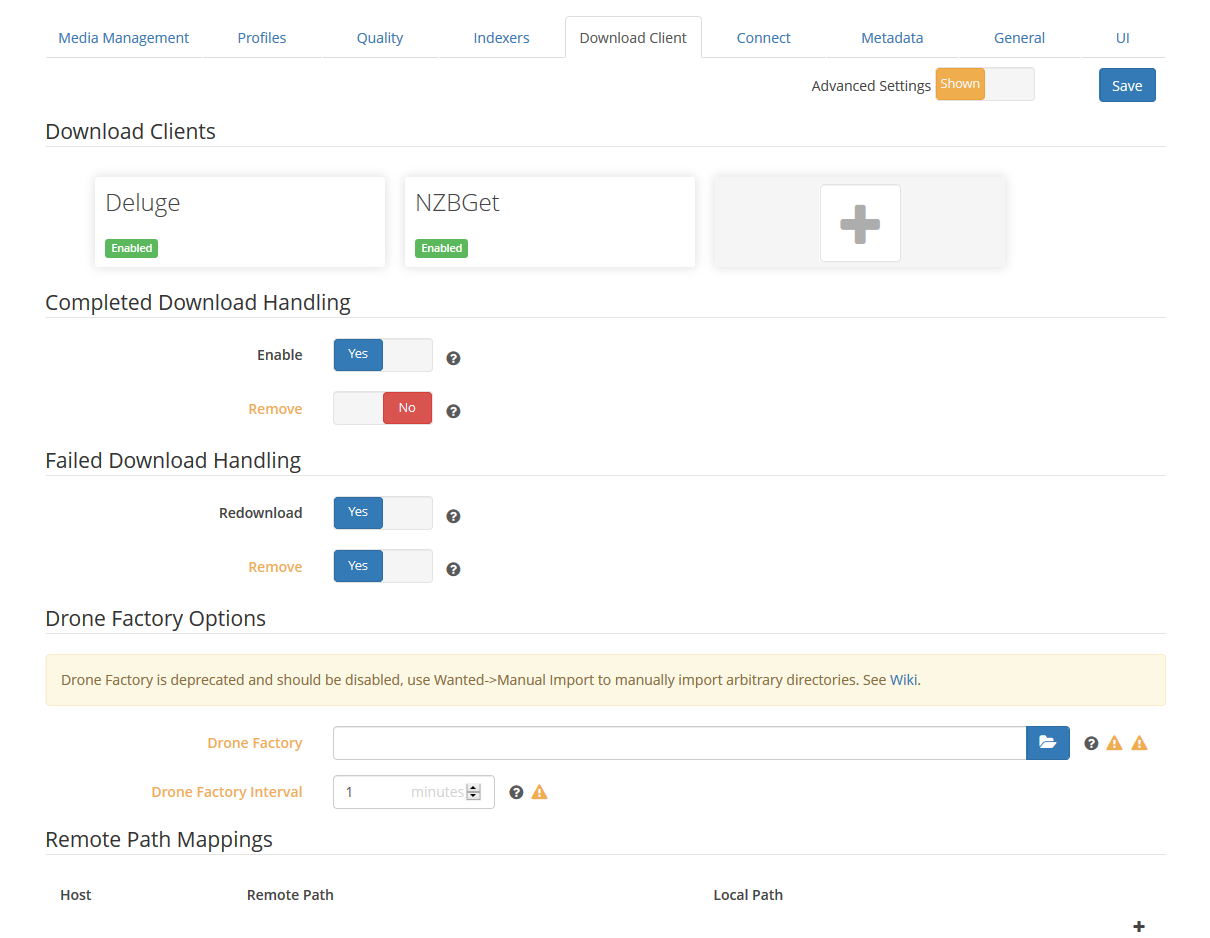 Media Management Profiles Quality Indexers Download Client Connect Metadata General UI
Advanced Settings Shown Save
Download Clients
Deluge NZBGet
Enabled Enabled
Completed Download Handling
Enable Yes
Remove No
Failed Download Handling
Redownload Yes
Remove Yes
Drone Factory Options
Drone Factory is deprecated and should be disabled, use Wanted->Manual Import to manually import arbitrary directories. See Wiki.
Drone Factory
Drone Factory Interval 1 minutes
Remote Path Mappings
Host Remote Path Local Path